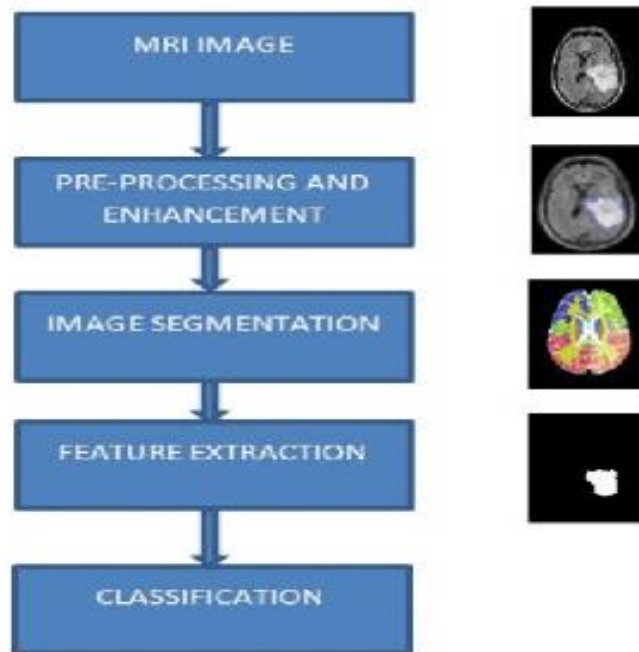 MRI IMAGE
PRE-PROCESSING AND
ENHANCEMENT
IMAGE SEGMENTATION
FEATURE EXTRACTION
CLASSIFICATION